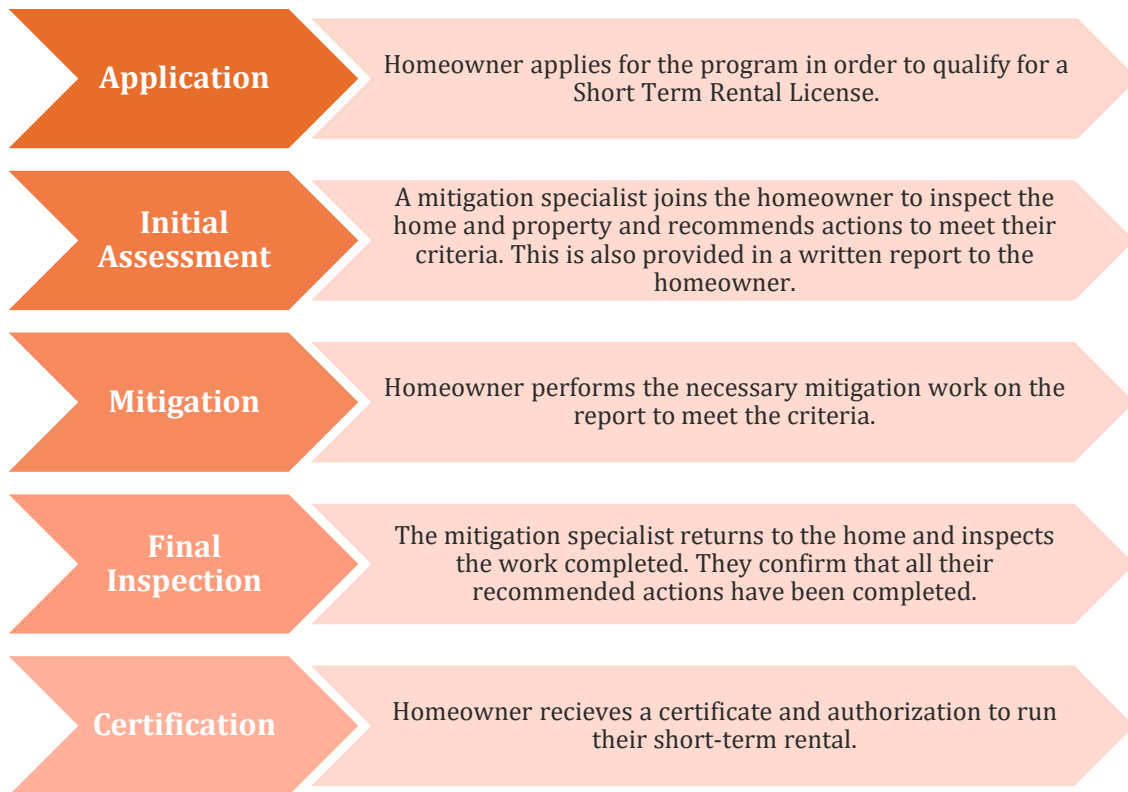 Application
Homeowner applies for the program in order to qualify for a
Short Term Rental License.
Initial
Assessment
A mitigation specialist joins the homeowner to inspect the
home and property and recommends actions to meet their
criteria. This is also provided in a written report to the
homeowner.
Mitigation
Homeowner performs the necessary mitigation work on the
report to meet the criteria.
Final
Inspection
The mitigation specialist returns to the home and inspects
the work completed. They confirm that all their
recommended actions have been completed.
Certification
Homeowner recieves a certificate and authorization to run
their short-term rental.